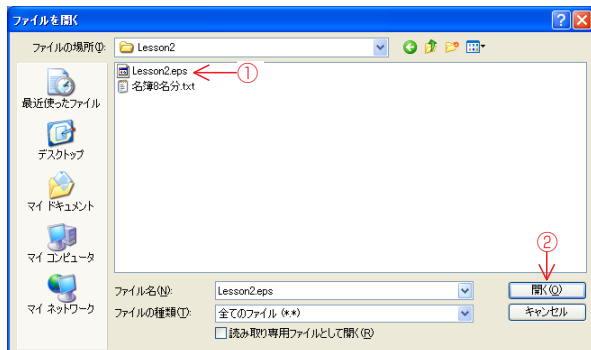 ファイルを開く
ファイルの場所(I):
Lesson2
Lesson2.eps
①
名簿8名分.txt
最近使ったファイル
デスクトップ
マイ ドキュメント
マイ コンピュータ
マイ ネットワーク
②
ファイル名(N):
Lesson2.eps
開く(O)
ファイルの種類(T):
全てのファイル (*.*)
キャンセル
読み取り専用ファイルとして開く(R)